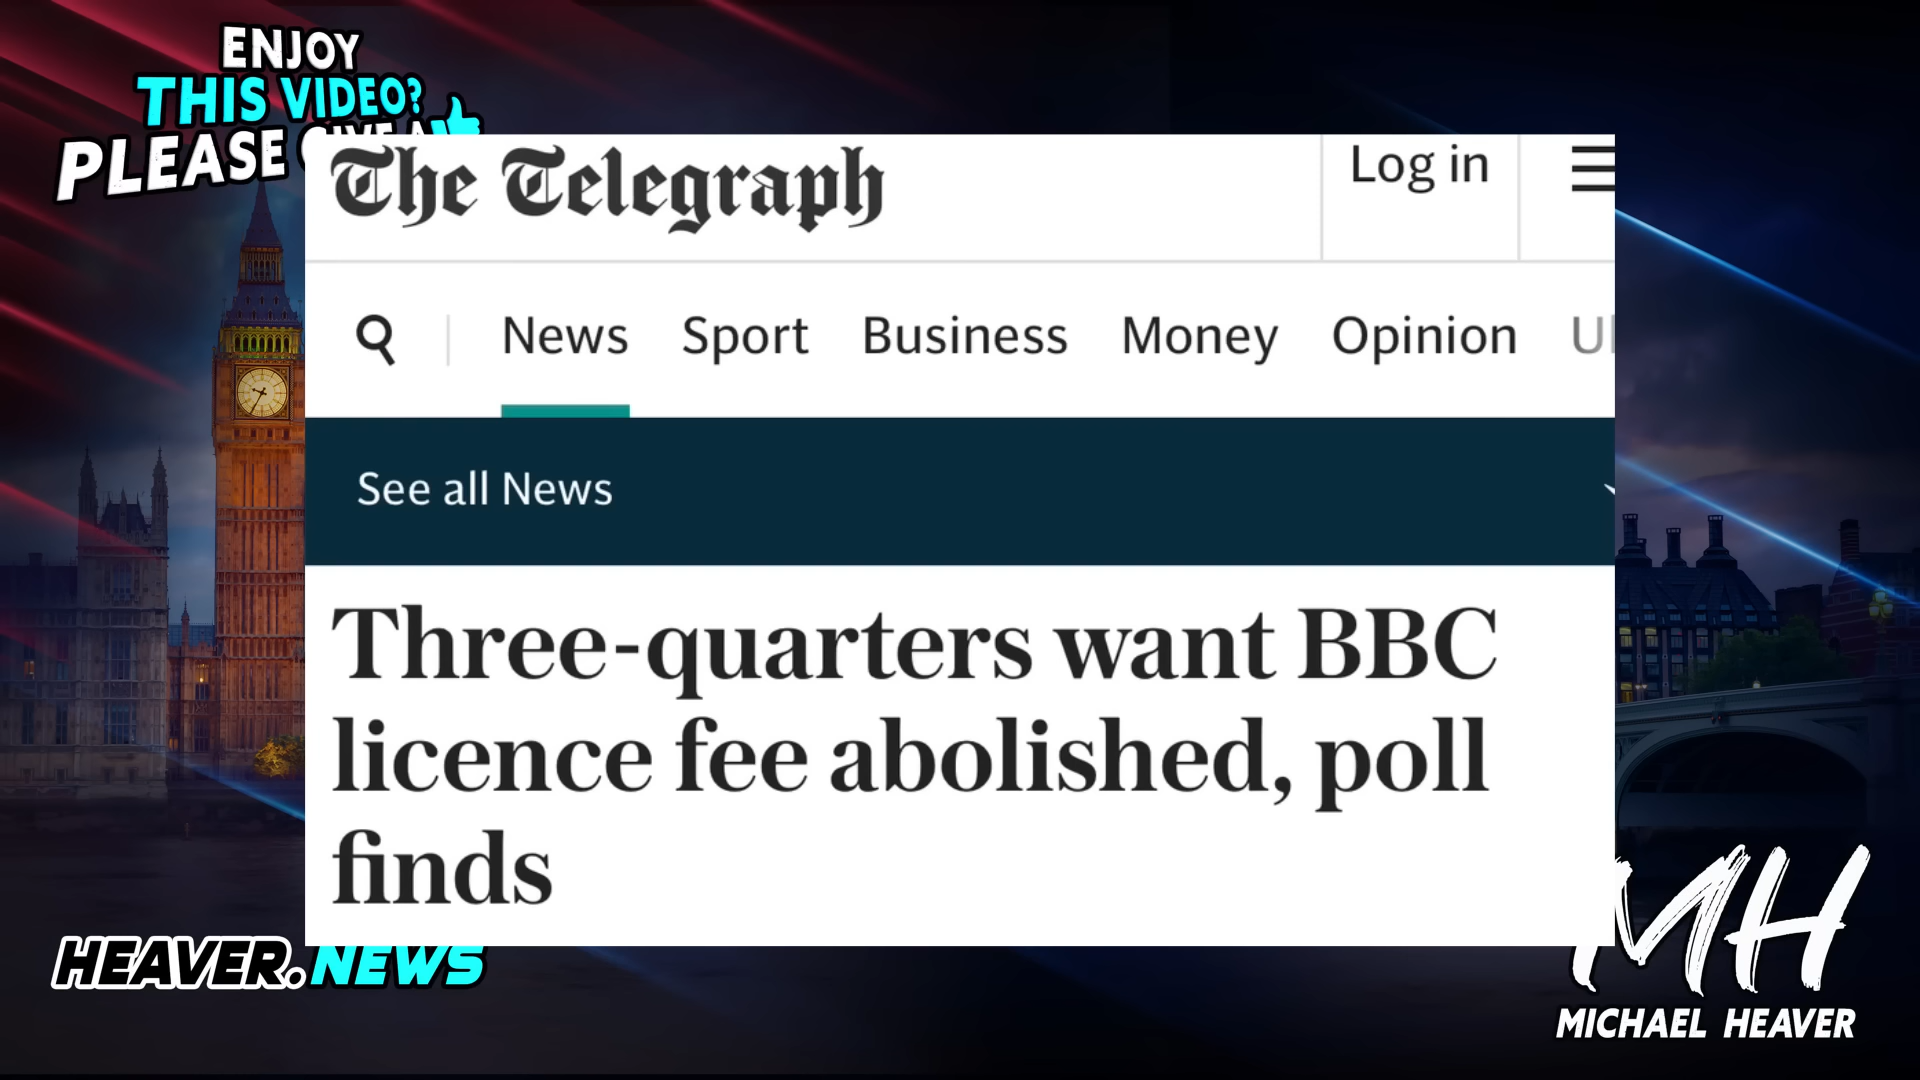 ENJOY
THIS VIDEO?
PLEASE
The Telegraph
Log in
News Sport Business Money Opinion
See all News
Three-quarters want BBC
licence fee abolished, poll
finds
HEAVER.NEWS
MH
MICHAEL HEAVER